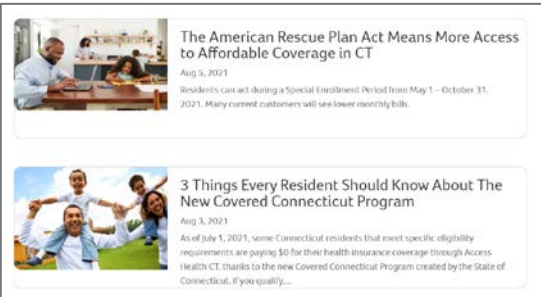 The American Rescue Plan Act Means More Access
to Affordable Coverage in CT
Aug 5, 2021
Residents can act during a Special Enrollment Period from May 1 – October 31,
2021. Many current customers will see lower monthly bills.
3 Things Every Resident Should Know About The
New Covered Connecticut Program
Aug 3, 2021
As of July 1, 2021, some Connecticut residents that meet specific eligibility
requirements are paying $0 for their health insurance coverage through Access
Health CT, thanks to the new Covered Connecticut Program created by the State of
Connecticut. If you qualify,...